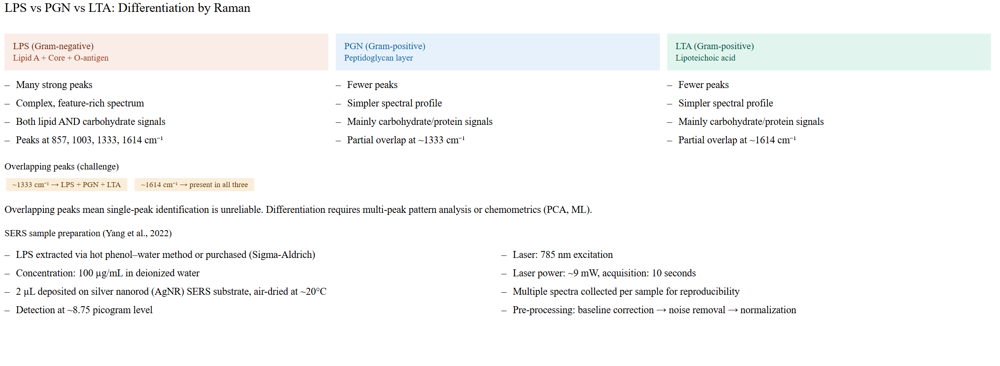 LPS vs PGN vs LTA: Differentiation by Raman
LPS (Gram-negative)
Lipid A + Core + O-antigen
– Many strong peaks
– Complex, feature-rich spectrum
– Both lipid AND carbohydrate signals
– Peaks at 857, 1003, 1333, 1614 cm⁻¹
PGN (Gram-positive)
Peptidoglycan layer
– Fewer peaks
– Simpler spectral profile
– Mainly carbohydrate/protein signals
– Partial overlap at ~1333 cm⁻¹
LTA (Gram-positive)
Lipoteichoic acid
– Fewer peaks
– Simpler spectral profile
– Mainly carbohydrate/protein signals
– Partial overlap at ~1614 cm⁻¹
Overlapping peaks (challenge)
~1333 cm⁻¹ → LPS + PGN + LTA
~1614 cm⁻¹ → present in all three
Overlapping peaks mean single-peak identification is unreliable. Differentiation requires multi-peak pattern analysis or chemometrics (PCA, ML).
SERS sample preparation (Yang et al., 2022)
– LPS extracted via hot phenol–water method or purchased (Sigma-Aldrich)
– Concentration: 100 µg/mL in deionized water
– 2 µL deposited on silver nanorod (AgNR) SERS substrate, air-dried at ~20°C
– Detection at ~8.75 picogram level
– Laser: 785 nm excitation
– Laser power: ~9 mW, acquisition: 10 seconds
– Multiple spectra collected per sample for reproducibility
– Pre-processing: baseline correction → noise removal → normalization